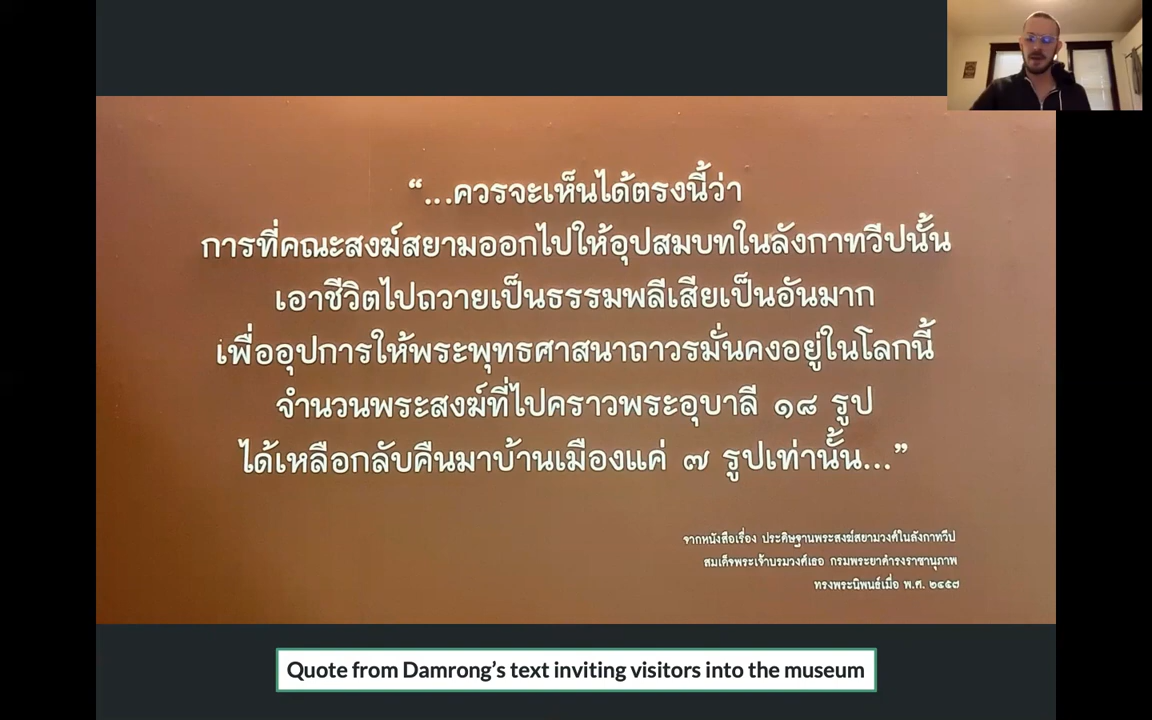 “...ควรจะเห็นได้ตรงนี้ว่า
การที่คณะสงฆ์สยามออกไปให้อุปสมบทในลังกาทวีปนั้น
เอาชีวิตไปถวายเป็นธรรมพลีเสียเป็นอันมาก
เพื่ออุปการให้พระพุทธศาสนาถาวรมั่นคงอยู่ในโลกนี้
จำนวนพระสงฆ์ที่ไปคราวพระอุบาลี ๑๘ รูป
ได้เหลือกลับคืนมาบ้านเมืองแค่ ๗ รูปเท่านั้น...”
จากหนังสือเรื่อง ประดิษฐานพระสงฆ์สยามวงศ์ในลังกาทวีป
สมเด็จพระเจ้าบรมวงศ์เธอ กรมพระยาดำรงราชานุภาพ
ทรงพระนิพนธ์เมื่อ พ.ศ. ๒๔๕๗
Quote from Damrong’s text inviting visitors into the museum